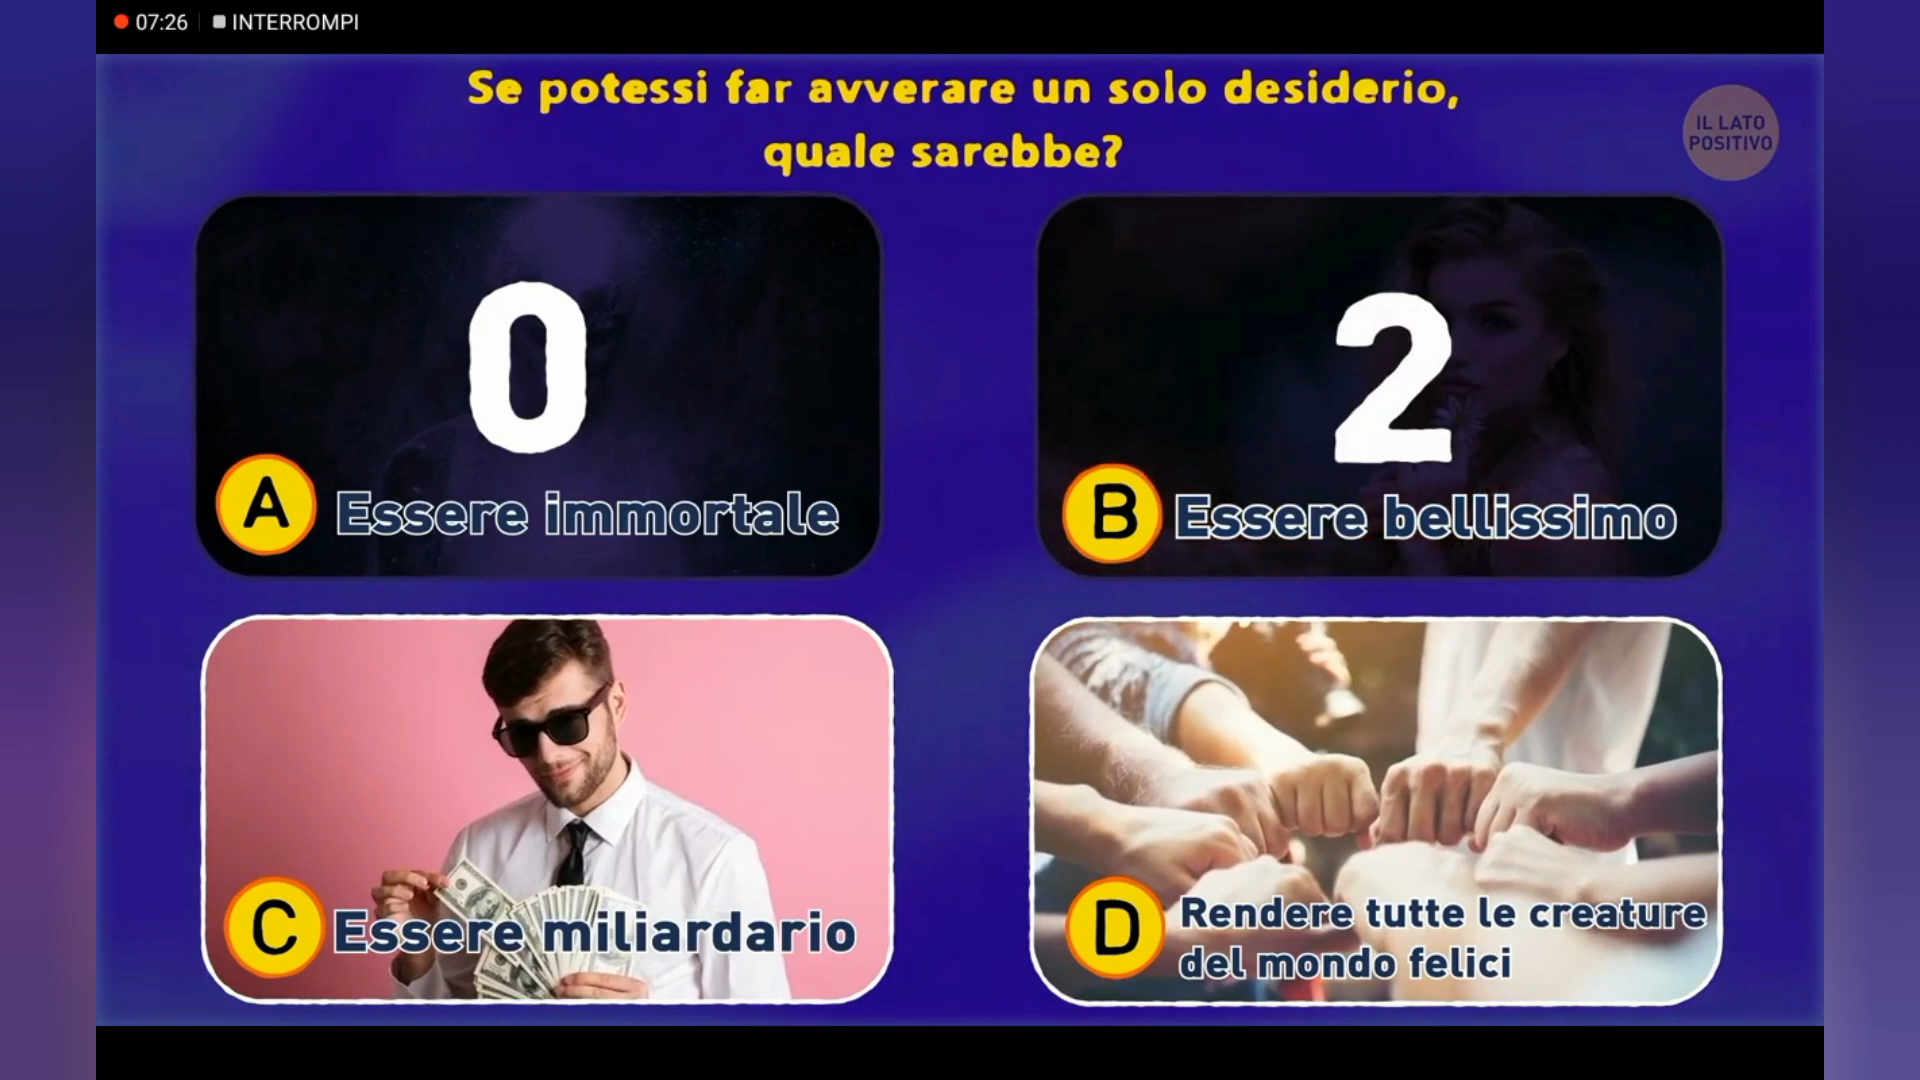 07:26 INTERROMPI
Se potessi far avverare un solo desiderio,
quale sarebbe?
IL LATO
POSITIVO
0
A Essere immortale
2
B Essere bellissimo
C Essere miliardario
D Rendere tutte le creature
del mondo felici